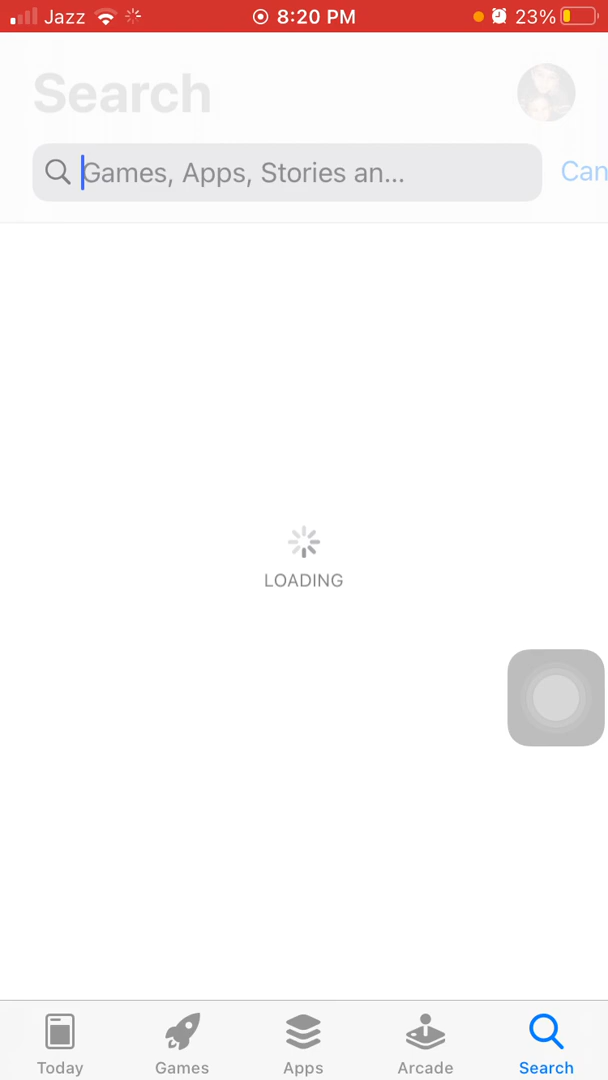 Jazz 8:20 PM 23%
Search
Games, Apps, Stories an...
Can
LOADING
Today Games Apps Arcade Search